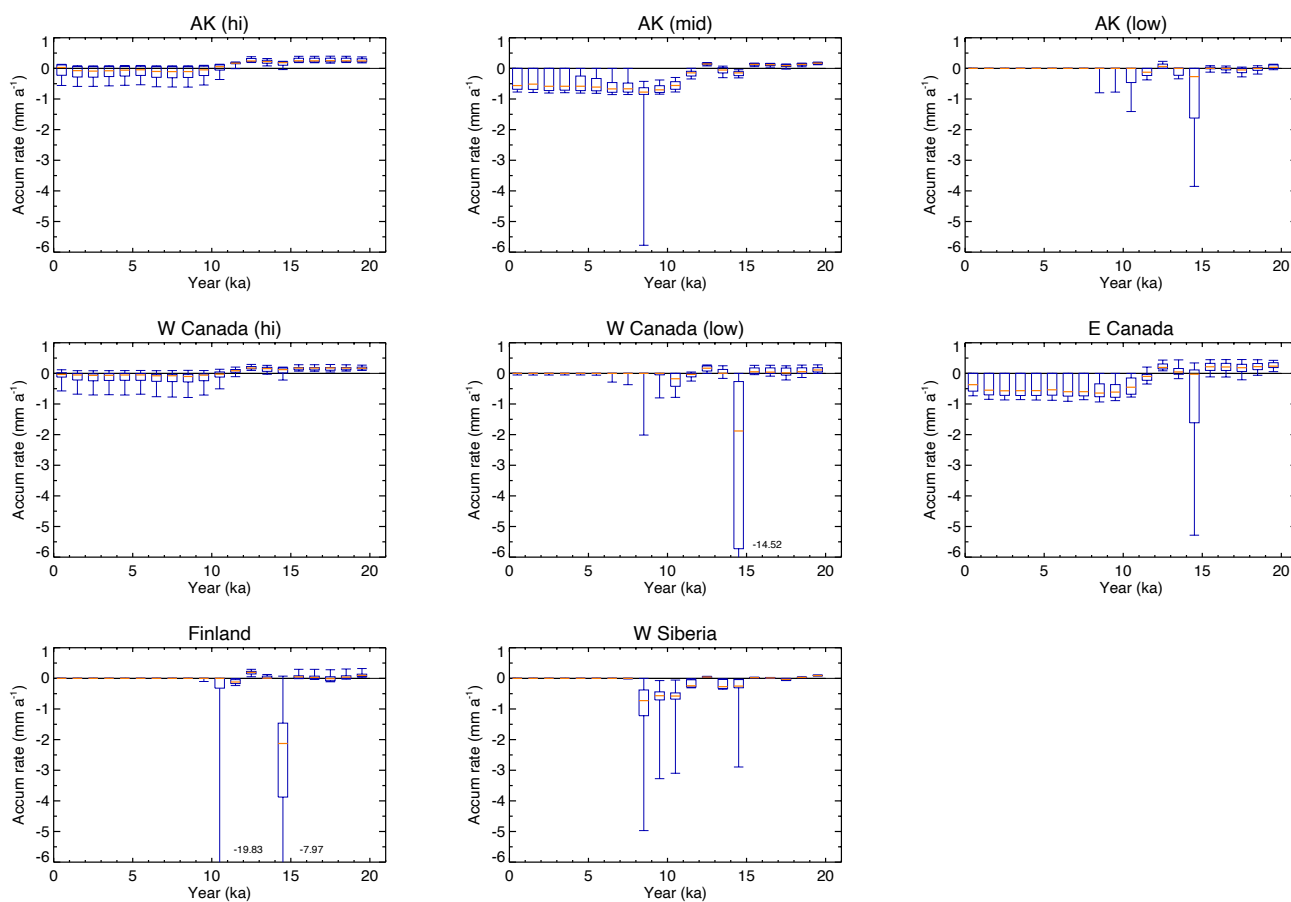 AK (hi)
1
0
-1
-2
-3
-4
-5
-6
Accum rate (mm a⁻¹)
0 5 10 15 20
Year (ka)
AK (mid)
1
0
-1
-2
-3
-4
-5
-6
Accum rate (mm a⁻¹)
0 5 10 15 20
Year (ka)
AK (low)
1
0
-1
-2
-3
-4
-5
-6
Accum rate (mm a⁻¹)
0 5 10 15 20
Year (ka)
W Canada (hi)
1
0
-1
-2
-3
-4
-5
-6
Accum rate (mm a⁻¹)
0 5 10 15 20
Year (ka)
W Canada (low)
1
0
-1
-2
-3
-4
-5
-6
Accum rate (mm a⁻¹)
-14.52
0 5 10 15 20
Year (ka)
E Canada
1
0
-1
-2
-3
-4
-5
-6
Accum rate (mm a⁻¹)
0 5 10 15 20
Year (ka)
Finland
1
0
-1
-2
-3
-4
-5
-6
Accum rate (mm a⁻¹)
-19.83 -7.97
0 5 10 15 20
Year (ka)
W Siberia
1
0
-1
-2
-3
-4
-5
-6
Accum rate (mm a⁻¹)
0 5 10 15 20
Year (ka)